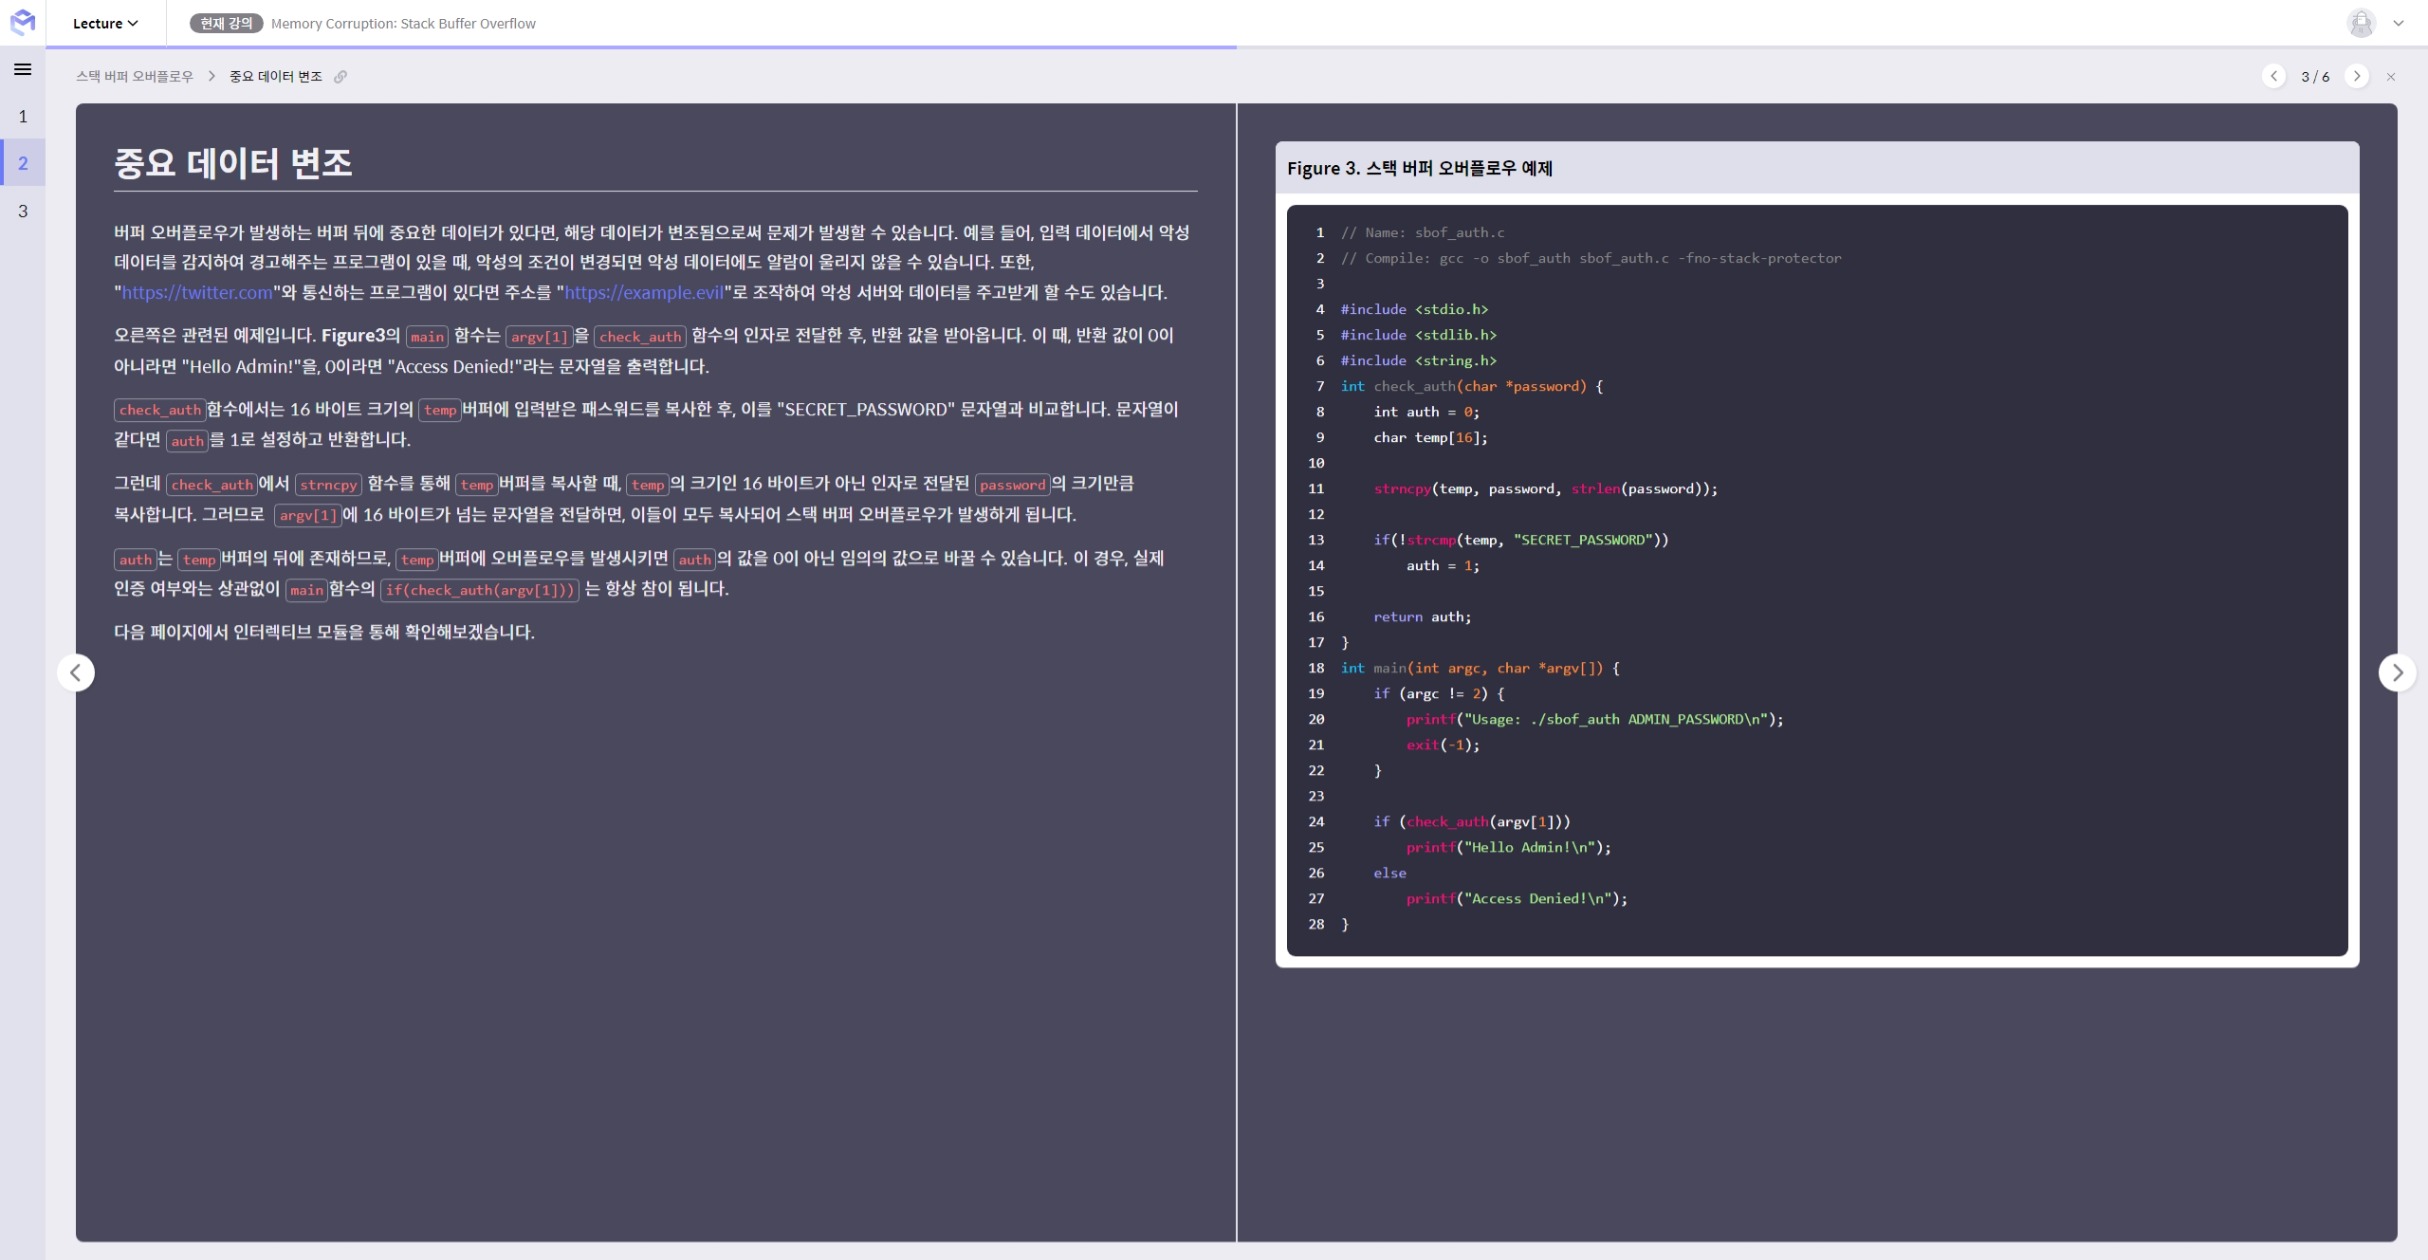 Lecture
현재 강의 Memory Corruption: Stack Buffer Overflow
스택 버퍼 오버플로우 > 중요 데이터 변조
3 / 6
1
2
3
중요 데이터 변조
버퍼 오버플로우가 발생하는 버퍼 뒤에 중요한 데이터가 있다면, 해당 데이터가 변조됨으로써 문제가 발생할 수 있습니다. 예를 들어, 입력 데이터에서 악성
데이터를 감지하여 경고해주는 프로그램이 있을 때, 악성의 조건이 변경되면 악성 데이터에도 알람이 울리지 않을 수 있습니다. 또한,
"https://twitter.com"와 통신하는 프로그램이 있다면 주소를 "https://example.evil"로 조작하여 악성 서버와 데이터를 주고받게 할 수도 있습니다.
오른쪽은 관련된 예제입니다. Figure3의 main 함수는 argv[1]을 check_auth 함수의 인자로 전달한 후, 반환 값을 받아옵니다. 이 때, 반환 값이 0이
아니라면 "Hello Admin!"을, 0이라면 "Access Denied!"라는 문자열을 출력합니다.
check_auth함수에서는 16 바이트 크기의 temp버퍼에 입력받은 패스워드를 복사한 후, 이를 "SECRET_PASSWORD" 문자열과 비교합니다. 문자열이
같다면 auth를 1로 설정하고 반환합니다.
그런데 check_auth에서 strncpy 함수를 통해 temp버퍼를 복사할 때, temp의 크기인 16 바이트가 아닌 인자로 전달된 password의 크기만큼
복사합니다. 그러므로 argv[1]에 16 바이트가 넘는 문자열을 전달하면, 이들이 모두 복사되어 스택 버퍼 오버플로우가 발생하게 됩니다.
auth는 temp버퍼의 뒤에 존재하므로, temp버퍼에 오버플로우를 발생시키면 auth의 값을 0이 아닌 임의의 값으로 바꿀 수 있습니다. 이 경우, 실제
인증 여부와는 상관없이 main함수의 if(check_auth(argv[1])) 는 항상 참이 됩니다.
다음 페이지에서 인터렉티브 모듈을 통해 확인해보겠습니다.
Figure 3. 스택 버퍼 오버플로우 예제
1 // Name: sbof_auth.c
2 // Compile: gcc -o sbof_auth sbof_auth.c -fno-stack-protector
3
4 #include <stdio.h>
5 #include <stdlib.h>
6 #include <string.h>
7 int check_auth(char *password) {
8     int auth = 0;
9     char temp[16];
10
11     strncpy(temp, password, strlen(password));
12
13     if(!strcmp(temp, "SECRET_PASSWORD"))
14         auth = 1;
15
16     return auth;
17 }
18 int main(int argc, char *argv[]) {
19     if (argc != 2) {
20         printf("Usage: ./sbof_auth ADMIN_PASSWORD\n");
21         exit(-1);
22     }
23
24     if (check_auth(argv[1]))
25         printf("Hello Admin!\n");
26     else
27         printf("Access Denied!\n");
28 }